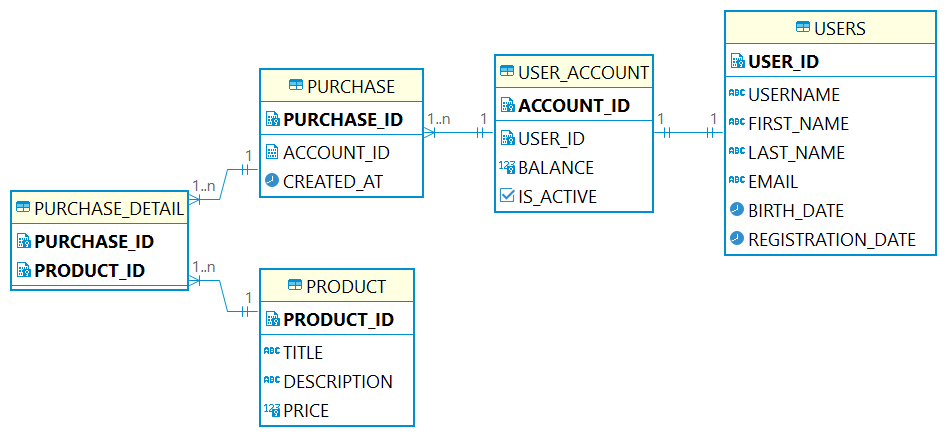 USERS
USER_ID
USERNAME
FIRST_NAME
LAST_NAME
EMAIL
BIRTH_DATE
REGISTRATION_DATE
USER_ACCOUNT
ACCOUNT_ID
USER_ID
BALANCE
IS_ACTIVE
1
1
PURCHASE
PURCHASE_ID
ACCOUNT_ID
CREATED_AT
1..n
1
PURCHASE_DETAIL
PURCHASE_ID
PRODUCT_ID
1..n
1
1..n
1
PRODUCT
PRODUCT_ID
TITLE
DESCRIPTION
PRICE